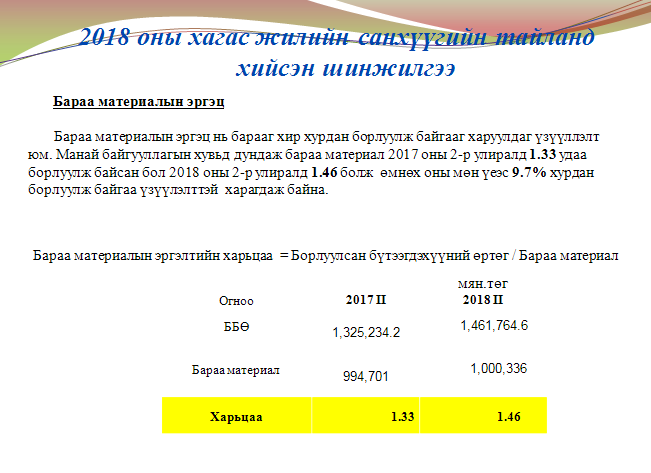 2018 оны хагас жилийн санхүүгийн тайланд
хийсэн шинжилгээ
Бараа материалын эргэц
Бараа материалын эргэц нь барааг хир хурдан борлуулж байгааг харуулдаг үзүүллэлт
юм. Манай байгууллагын хувьд дундаж бараа материал 2017 оны 2-р улиралд 1.33 удаа
борлуулж байсан бол 2018 оны 2-р улиралд 1.46 болж өмнөх оны мөн үеэс 9.7% хурдан
борлуулж байгаа үзүүлэлттэй харагдаж байна.
Бараа материалын эргэлтийн харьцаа = Борлуулсан бүтээгдэхүүний өртөг / Бараа материал
мян.төг
Огноо 2017 II 2018 II
ББӨ 1,325,234.2 1,461,764.6
Бараа материал 994,701 1,000,336
Харьцаа 1.33 1.46